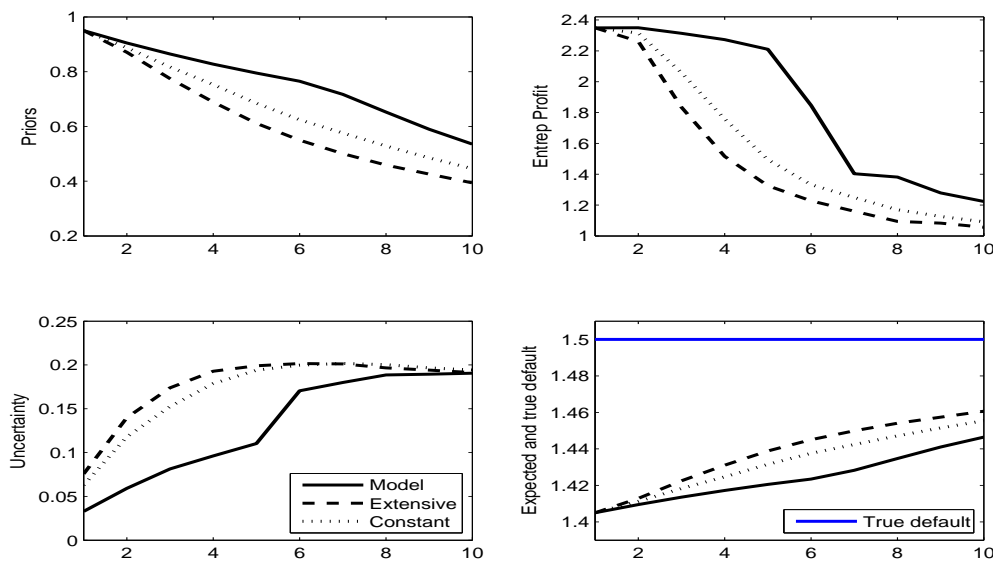 1
0.8
0.6
0.4
0.2
Priors
2 4 6 8 10
2.4
2.2
2
1.8
1.6
1.4
1.2
1
Entrep Profit
2 4 6 8 10
0.25
0.2
0.15
0.1
0.05
0
Uncertainty
Model
Extensive
Constant
2 4 6 8 10
1.5
1.48
1.46
1.44
1.42
1.4
Expected and true default
True default
2 4 6 8 10